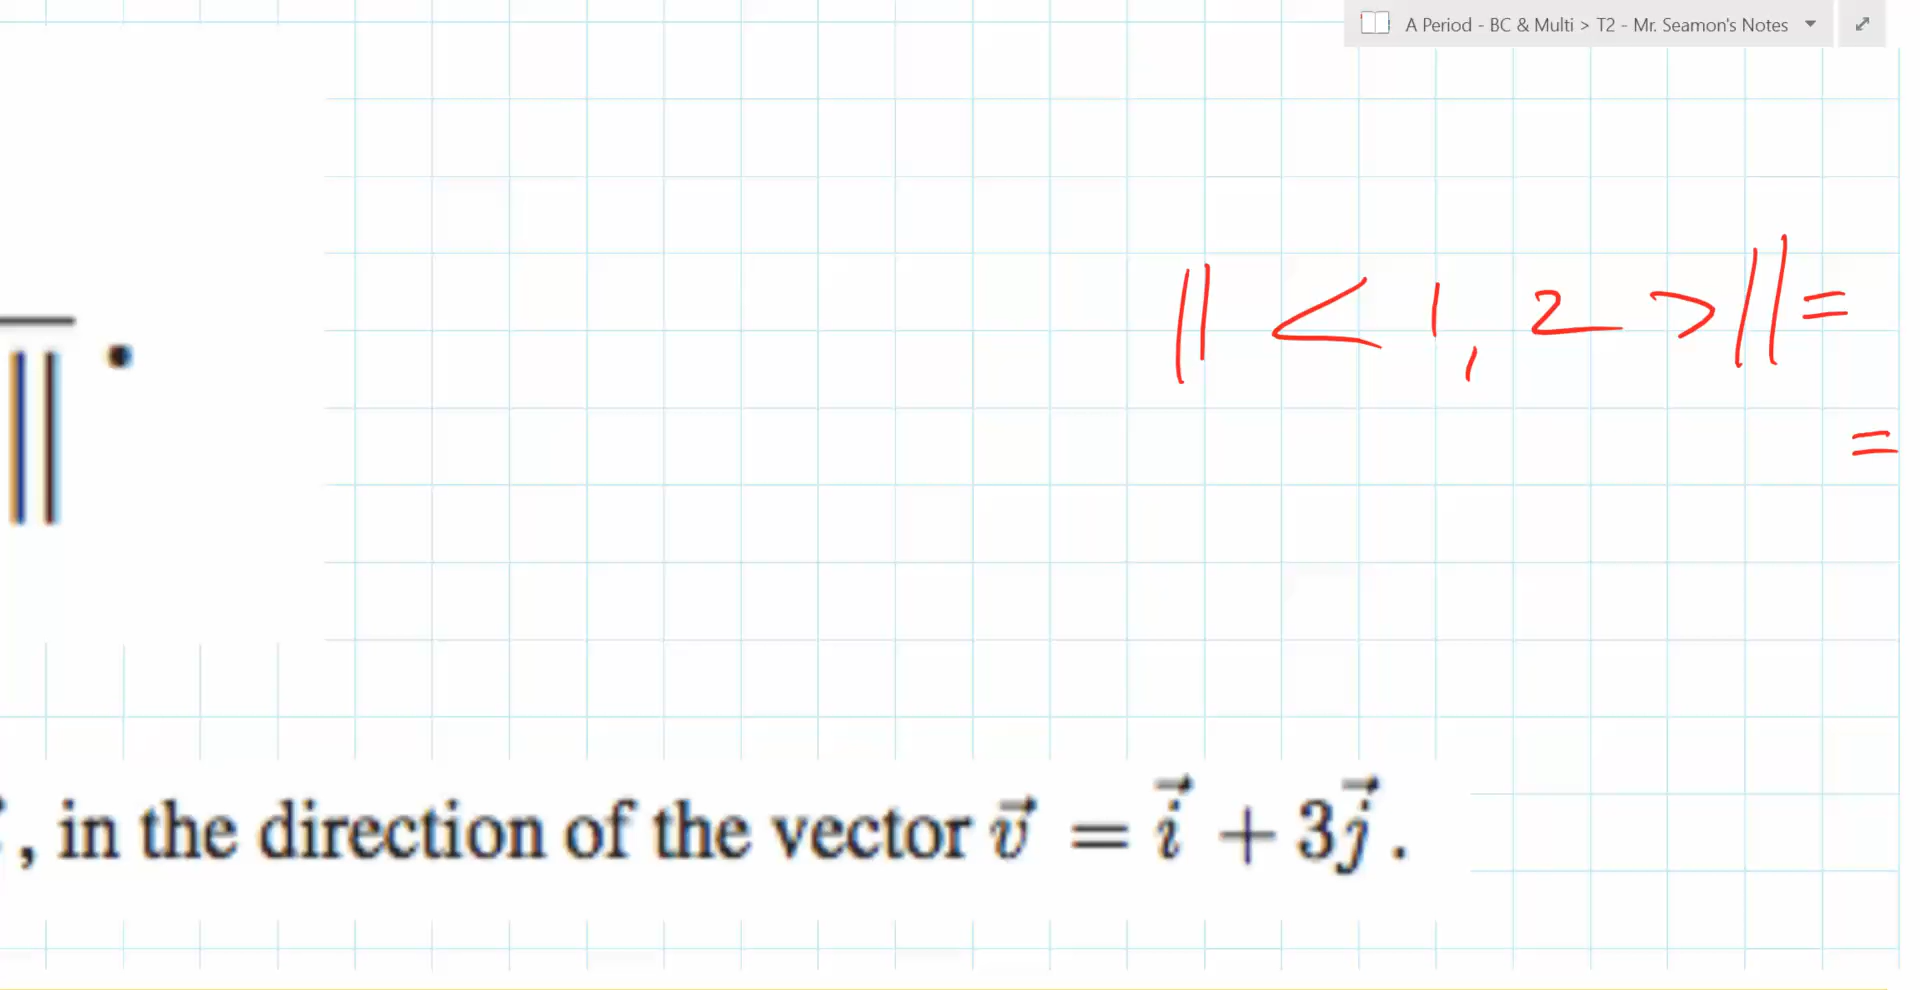 A Period - BC & Multi > T2 - Mr. Seamon's Notes
|| < 1, 2 > || =
=
|| .
, in the direction of the vector v⃗ = i⃗ + 3j⃗ .